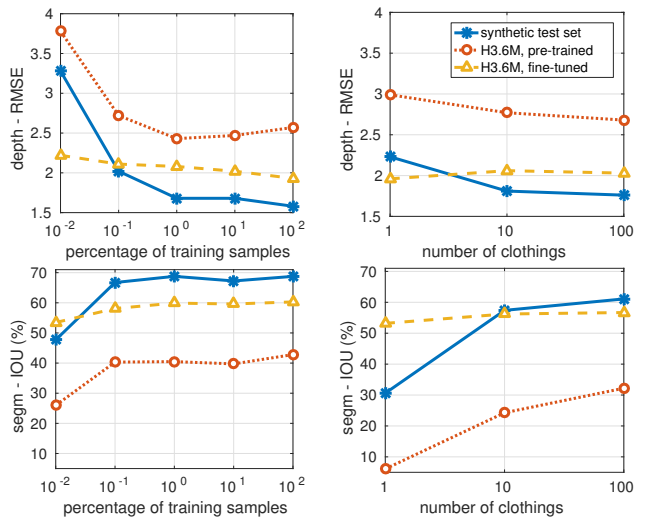 4
3.5
3
2.5
2
1.5
depth - RMSE
10^-2 10^-1 10^0 10^1 10^2
percentage of training samples
4
3.5
3
2.5
2
1.5
depth - RMSE
synthetic test set
H3.6M, pre-trained
H3.6M, fine-tuned
1 10 100
number of clothings
70
60
50
40
30
20
10
segm - IOU (%)
10^-2 10^-1 10^0 10^1 10^2
percentage of training samples
70
60
50
40
30
20
10
segm - IOU (%)
1 10 100
number of clothings